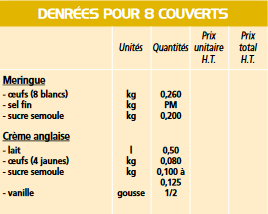 DENRÉES POUR 8 COUVERTS
Unités Quantités Prix unitaire H.T. Prix total H.T.
Meringue
- œufs (8 blancs) kg 0,260
- sel fin kg PM
- sucre semoule kg 0,200
Crème anglaise
- lait l 0,50
- œufs (4 jaunes) kg 0,080
- sucre semoule kg 0,100 à
0,125
- vanille gousse 1/2